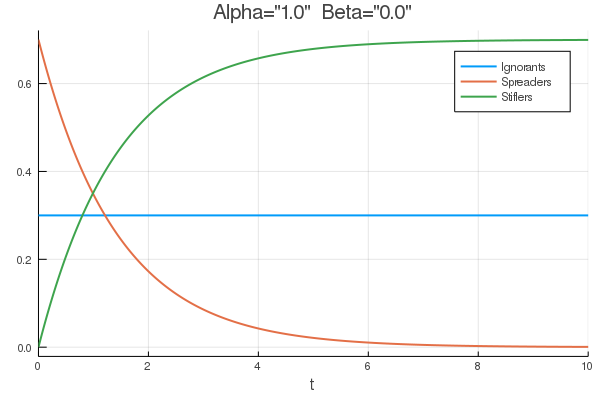 Alpha="1.0" Beta="0.0"
Ignorants
Spreaders
Stiflers
0.6
0.4
0.2
0.0
0 2 4 6 8 10
t